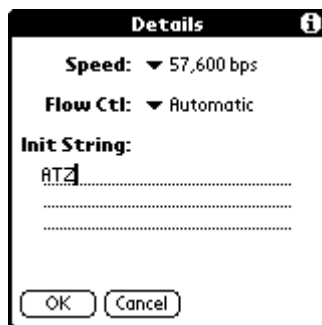 Details i
Speed: 57,600 bps
Flow Ctl: Automatic
Init String:
ATZ
OK Cancel